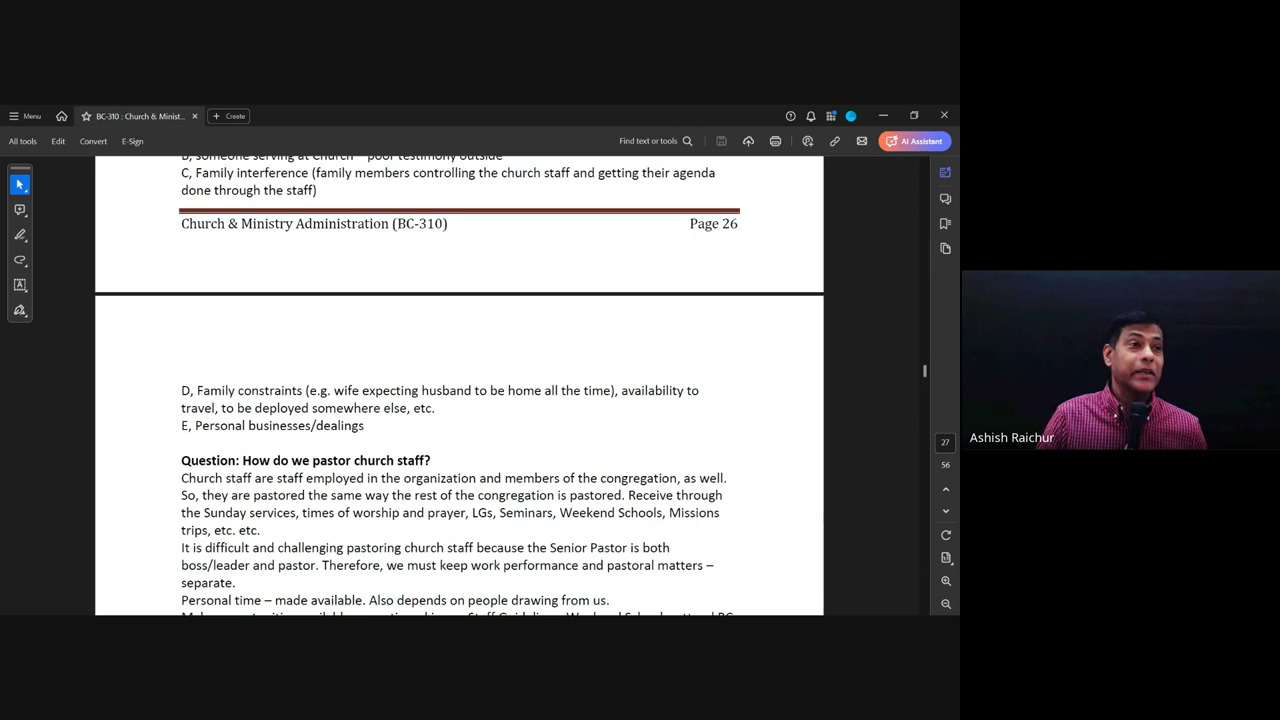 Menu
BC-310 : Church & Minist...
Create
All tools
Edit
Convert
E-Sign
Find text or tools
AI Assistant
B, someone serving at Church – poor testimony outside
C, Family interference (family members controlling the church staff and getting their agenda
done through the staff)
Church & Ministry Administration (BC-310)
Page 26
D, Family constraints (e.g. wife expecting husband to be home all the time), availability to
travel, to be deployed somewhere else, etc.
E, Personal businesses/dealings
Question: How do we pastor church staff?
Church staff are staff employed in the organization and members of the congregation, as well.
So, they are pastored the same way the rest of the congregation is pastored. Receive through
the Sunday services, times of worship and prayer, LGs, Seminars, Weekend Schools, Missions
trips, etc. etc.
It is difficult and challenging pastoring church staff because the Senior Pastor is both
boss/leader and pastor. Therefore, we must keep work performance and pastoral matters –
separate.
Personal time – made available. Also depends on people drawing from us.
27
56
Ashish Raichur